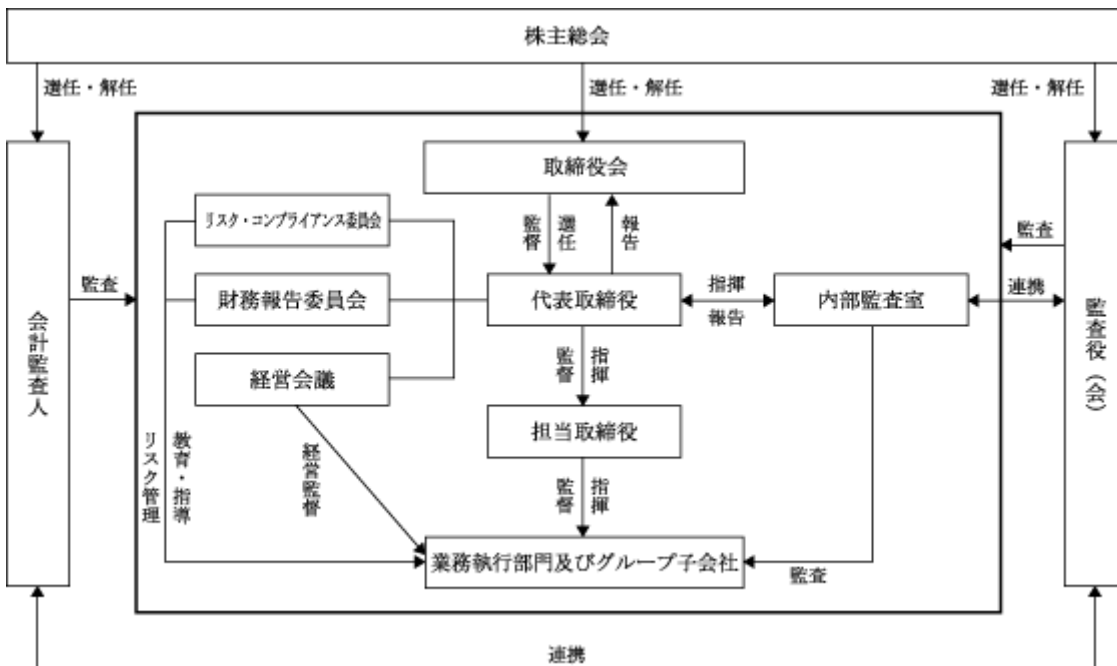 株主総会
選任・解任
選任・解任
選任・解任
取締役会
リスク・コンプライアンス委員会
監督
選任
報告
監査
監査
財務報告委員会
代表取締役
指揮
報告
内部監査室
連携
会計監査人
監査役（会）
経営会議
監督
指揮
担当取締役
リスク管理
教育・指導
経営監督
監督
指揮
業務執行部門及びグループ子会社
監査
連携